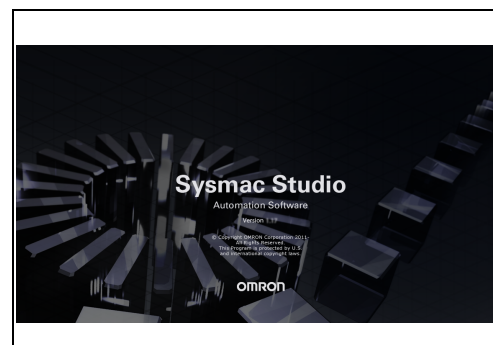 Sysmac Studio
Automation Software
Version
© Copyright OMRON Corporation 2011-
All Rights Reserved.
This Program is protected by U.S.
and international copyright laws.
OMRON